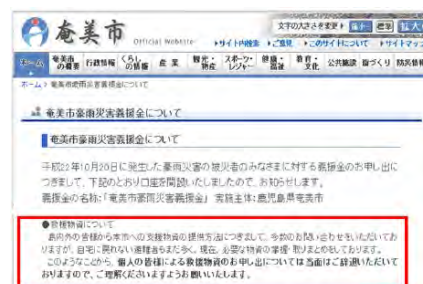 奄美市 Official Website
文字の大きさを変更 縮小 標準 拡大
サイト内検索 ご意見 このサイトについて サイトマップ
ホーム 奄美市の概要 行政情報 くらしの情報 産業 観光・物産 スポーツ・レジャー 健康・福祉 教育・文化 公共施設 島づくり 防災情報
ホーム> 奄美市豪雨災害義援金について
奄美市豪雨災害義援金について
奄美市豪雨災害義援金について
平成22年10月20日に発生した豪雨災害の被災者のみなさまに対する義援金のお申し出に
つきまして、下記のとおり口座を開設いたしましたので、お知らせします。
義援金の名称:「奄美市豪雨災害義援金」 実施主体:鹿児島県奄美市
●救援物資について
島内外の皆様から本市への支援物資の提供方法につきまして、多数のお問い合わせをいただいてお
りますが、自宅に戻れない避難者もまだ多く、現在、必要な物資の掌握・取りまとめをしております。
このようなことから、個人の皆様による救援物資のお申し出については当面はご辞退いただいて
おりますので、ご理解くださいますようお願いいたします。